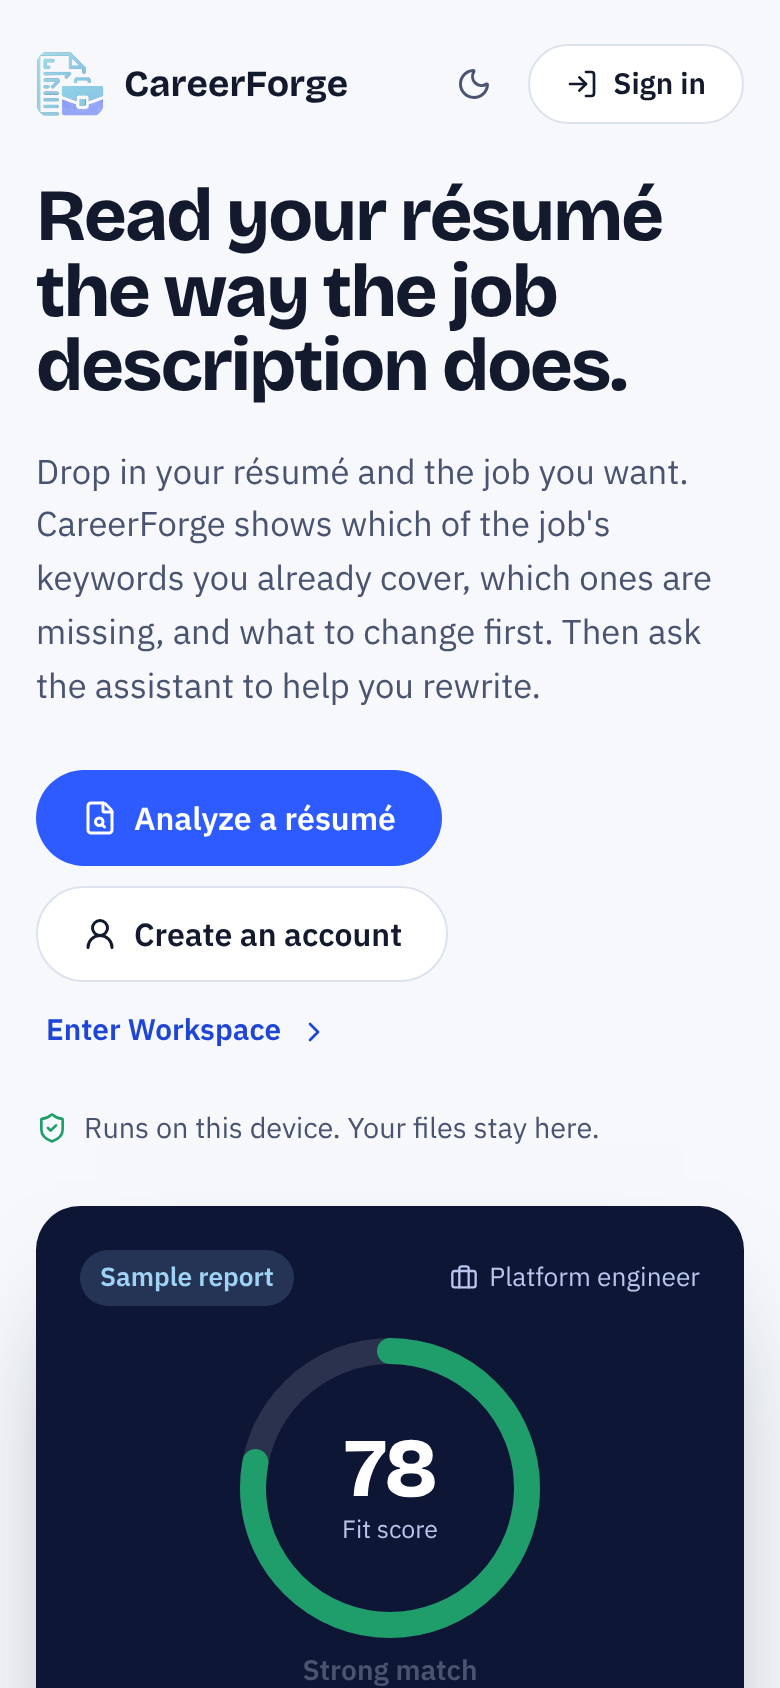 CareerForge
Sign in
Read your résumé
the way the job
description does.
Drop in your résumé and the job you want.
CareerForge shows which of the job's
keywords you already cover, which ones are
missing, and what to change first. Then ask
the assistant to help you rewrite.
Analyze a résumé
Create an account
Enter Workspace
Runs on this device. Your files stay here.
Sample report
Platform engineer
78
Fit score
Strong match